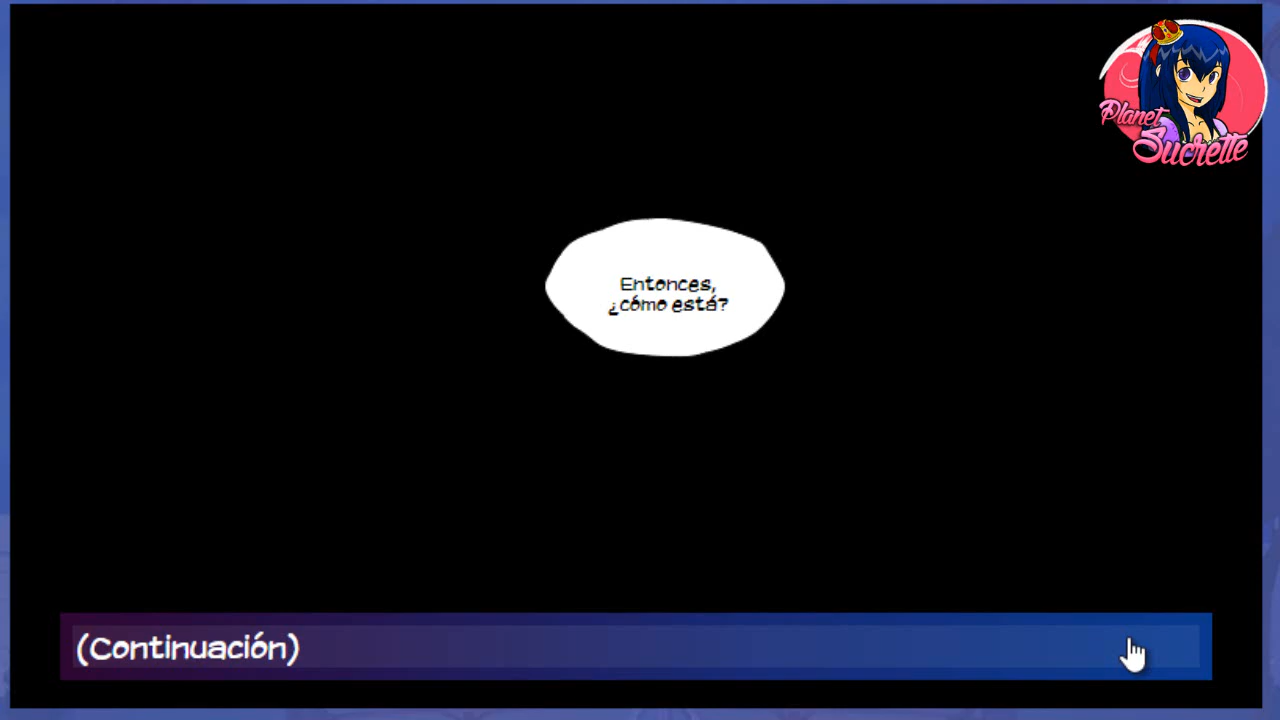 Planet
Sucrette
Entonces,
¿cómo está?
(Continuación)